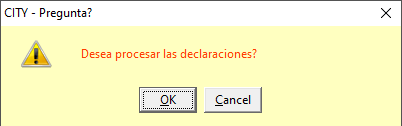 CITY - Pregunta?
Desea procesar las declaraciones?
OK
Cancel